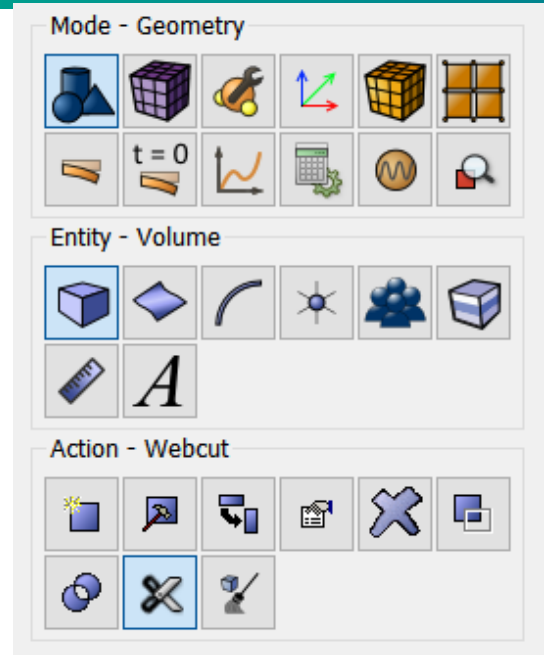 Mode - Geometry
t = 0
Entity - Volume
A
Action - Webcut